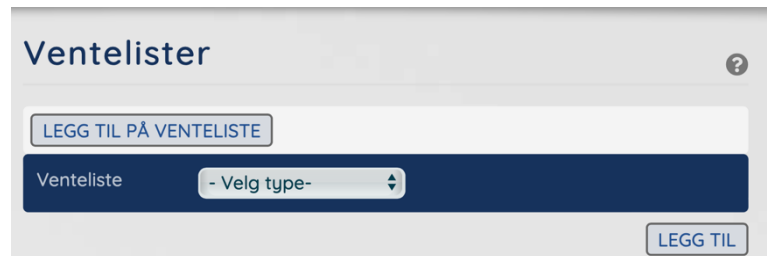 Ventelister
?
LEGG TIL PÅ VENTELISTE
Venteliste
- Velg type-
LEGG TIL